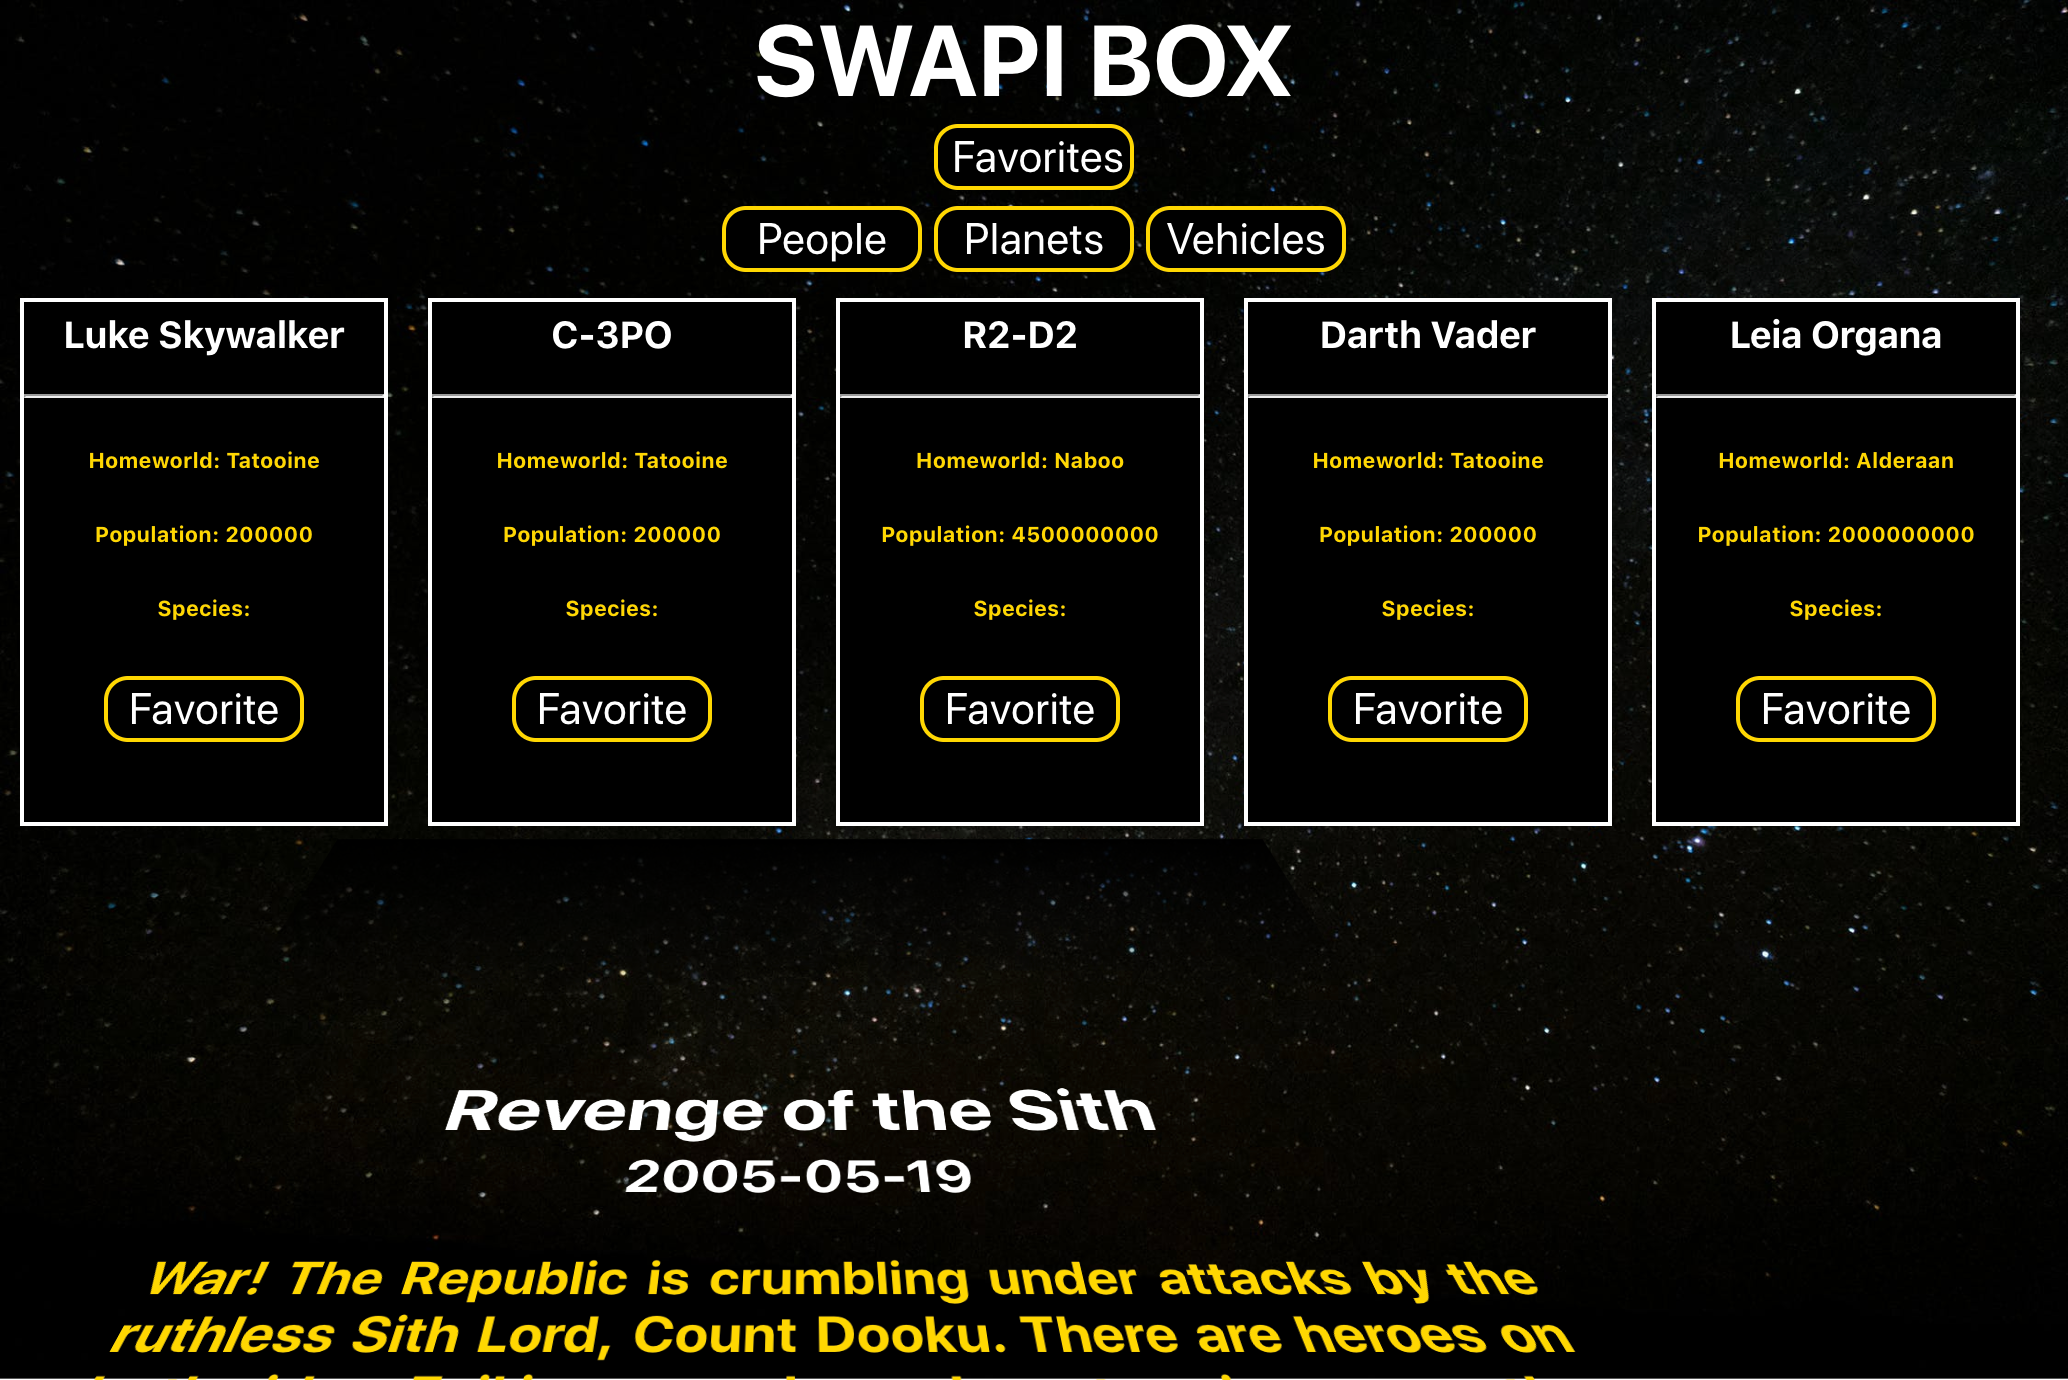 SWAPI BOX
Favorites
People Planets Vehicles
Luke Skywalker
Homeworld: Tatooine
Population: 200000
Species:
Favorite
C-3PO
Homeworld: Tatooine
Population: 200000
Species:
Favorite
R2-D2
Homeworld: Naboo
Population: 4500000000
Species:
Favorite
Darth Vader
Homeworld: Tatooine
Population: 200000
Species:
Favorite
Leia Organa
Homeworld: Alderaan
Population: 2000000000
Species:
Favorite
Revenge of the Sith
2005-05-19
War! The Republic is crumbling under attacks by the
ruthless Sith Lord, Count Dooku. There are heroes on